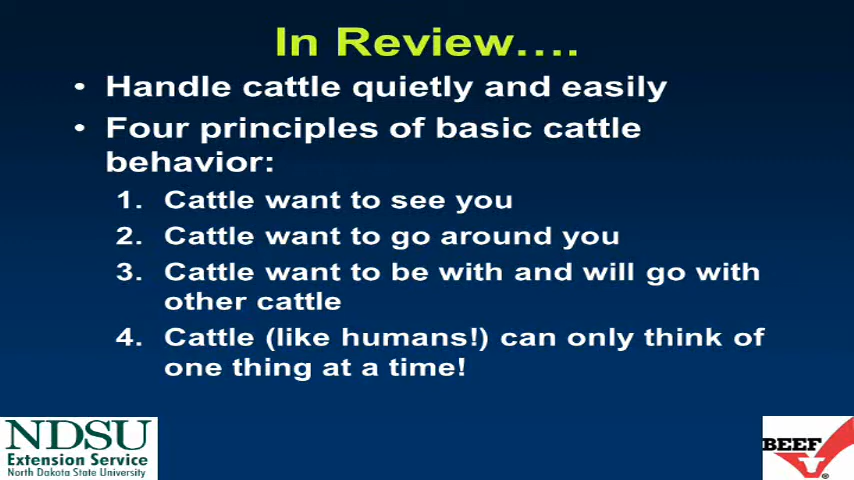 In Review....
• Handle cattle quietly and easily
• Four principles of basic cattle
behavior:
1. Cattle want to see you
2. Cattle want to go around you
3. Cattle want to be with and will go with
other cattle
4. Cattle (like humans!) can only think of
one thing at a time!
NDSU
Extension Service
North Dakota State University
BEEF
®